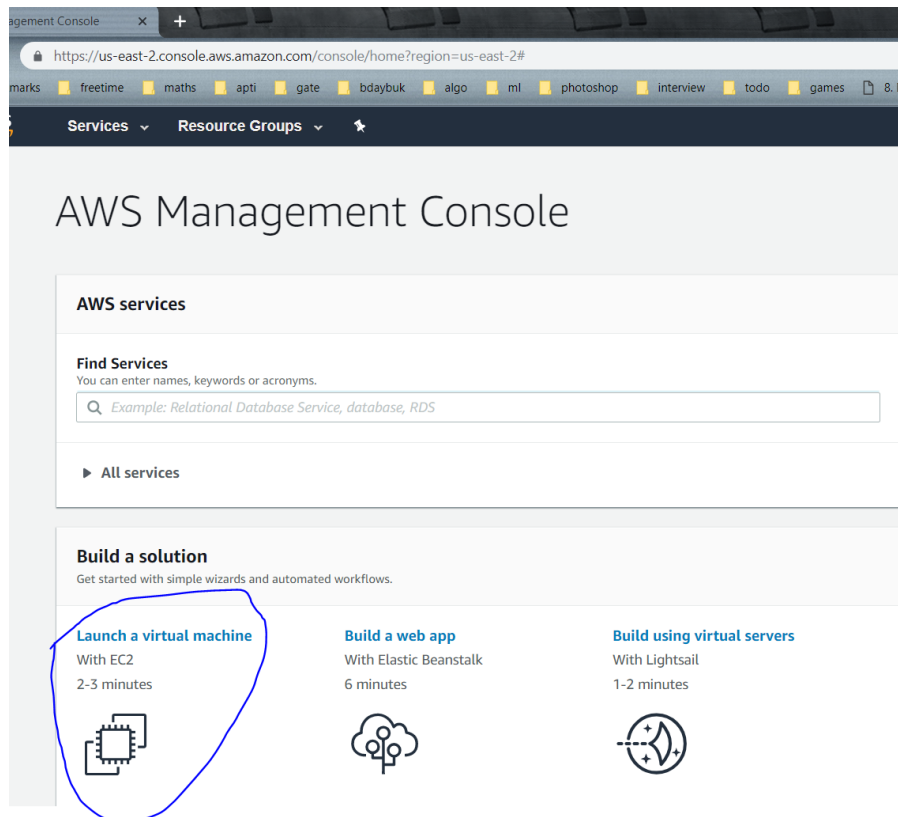 agement Console × +
https://us-east-2.console.aws.amazon.com/console/home?region=us-east-2#
marks freetime maths apti gate bdaybuk algo ml photoshop interview todo games 8.
Services Resource Groups
AWS Management Console
AWS services
Find Services
You can enter names, keywords or acronyms.
Example: Relational Database Service, database, RDS
All services
Build a solution
Get started with simple wizards and automated workflows.
Launch a virtual machine Build a web app Build using virtual servers
With EC2 With Elastic Beanstalk With Lightsail
2-3 minutes 6 minutes 1-2 minutes